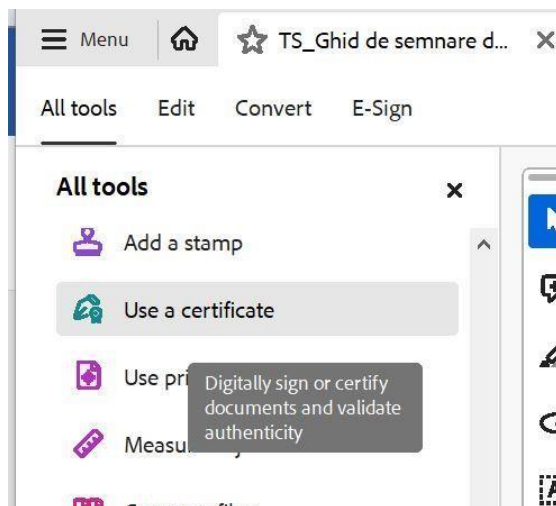 Menu
TS_Ghid de semnare d...
All tools Edit Convert E-Sign
All tools
Add a stamp
Use a certificate
Use pri
Digitally sign or certify
documents and validate
authenticity
Measu